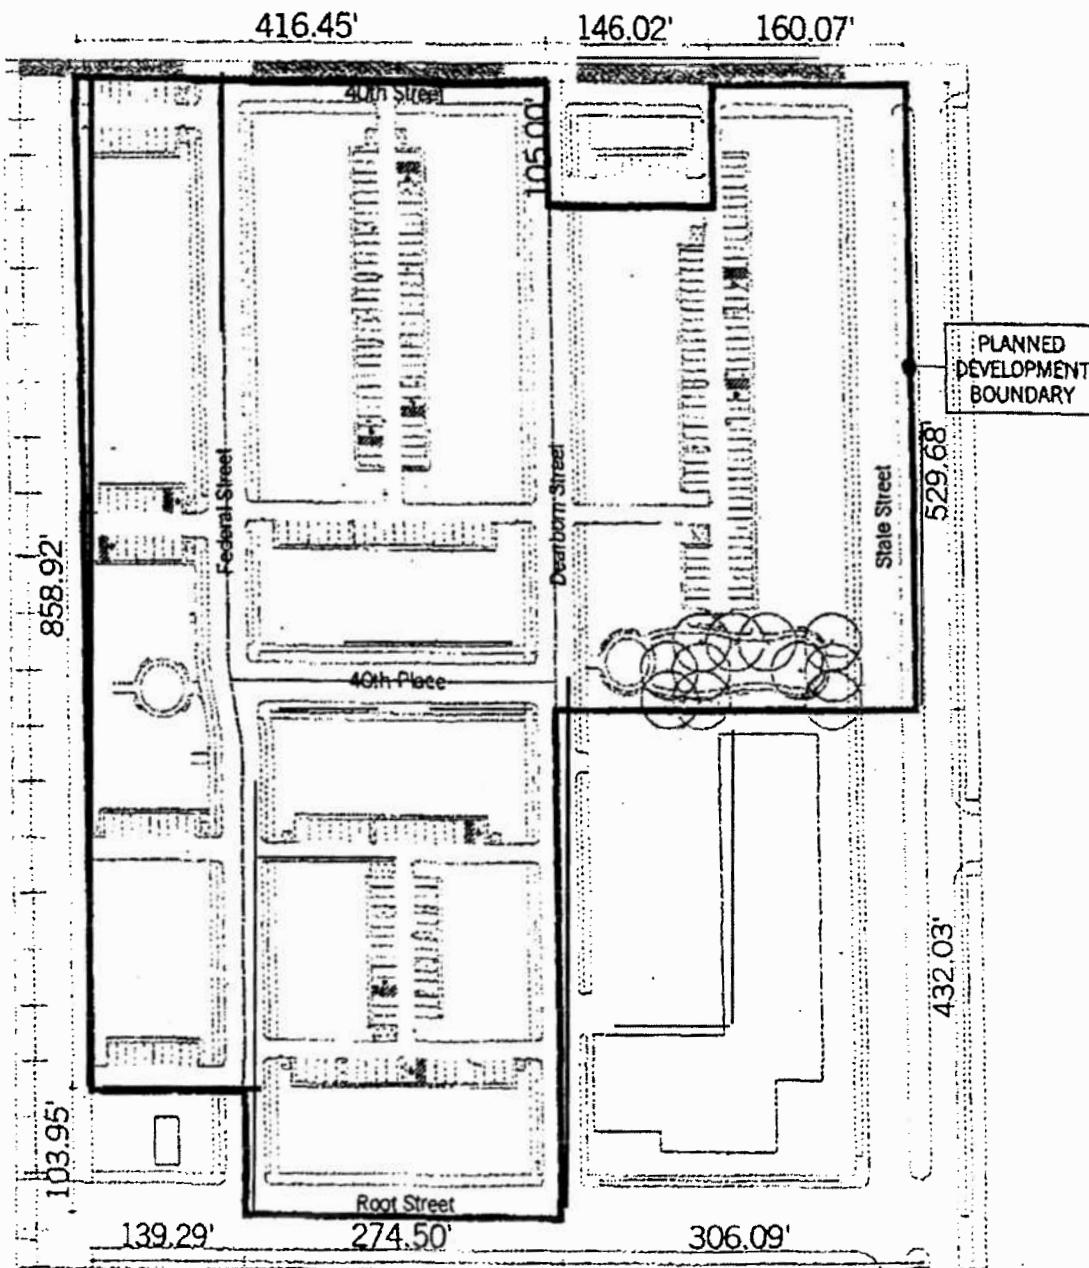 416.45'
146.02'
160.07'
40th Street
105.00'
PLANNED
DEVELOPMENT
BOUNDARY
529.68'
State Street
Dearborn Street
Federal Street
858.92'
40th Place
432.03'
103.95'
Root Street
139.29'
274.50'
306.09'